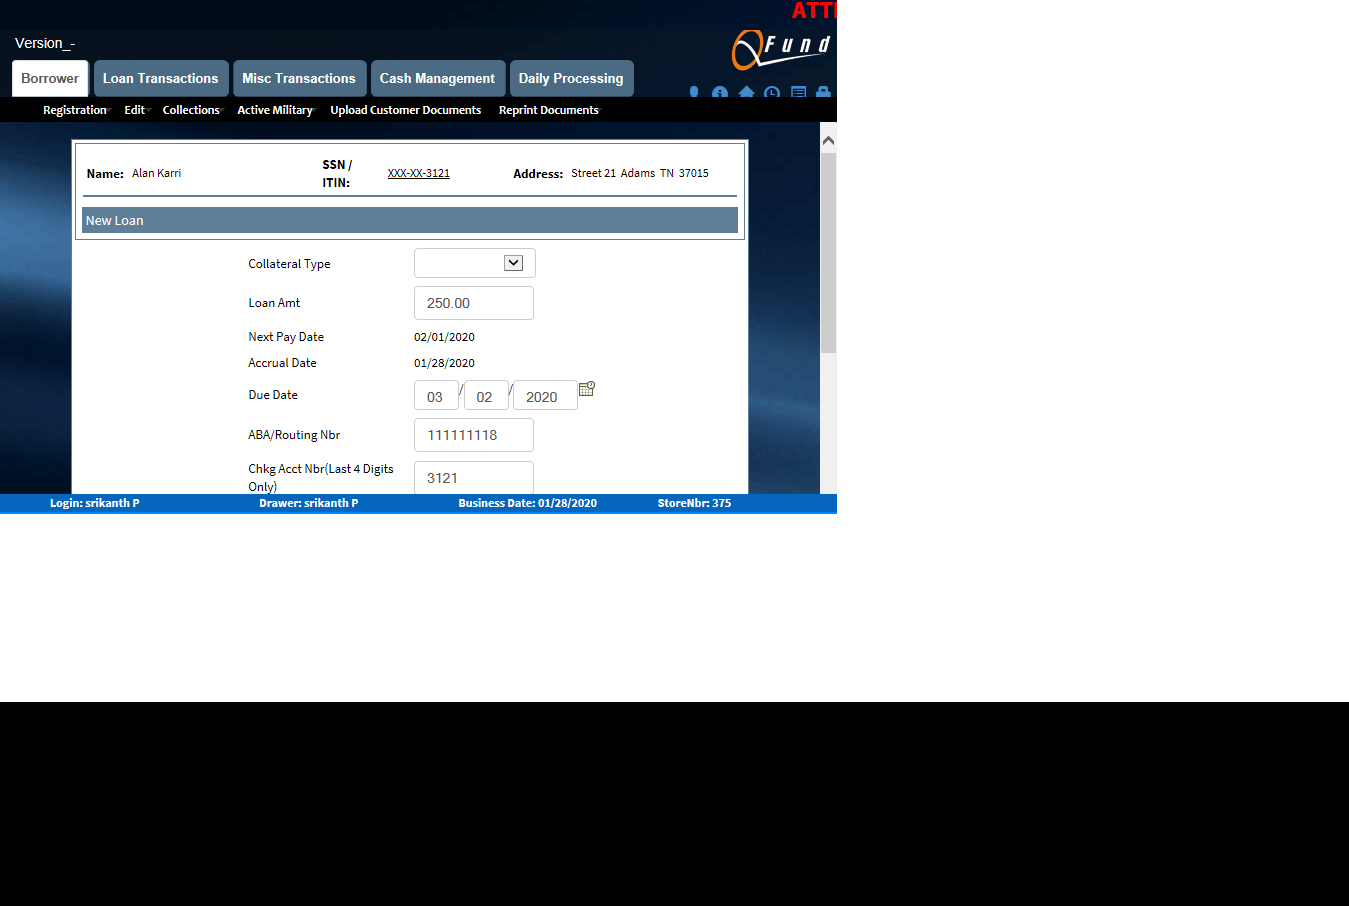 ATTI
Version_-
QFund
Borrower Loan Transactions Misc Transactions Cash Management Daily Processing
Registration Edit Collections Active Military Upload Customer Documents Reprint Documents
Name: Alan Karri SSN / ITIN: XXX-XX-3121 Address: Street 21 Adams TN 37015
New Loan
Collateral Type
Loan Amt 250.00
Next Pay Date 02/01/2020
Accrual Date 01/28/2020
Due Date 03 / 02 / 2020
ABA/Routing Nbr 111111118
Chkg Acct Nbr(Last 4 Digits
Only) 3121
Login: srikanth P Drawer: srikanth P Business Date: 01/28/2020 StoreNbr: 375